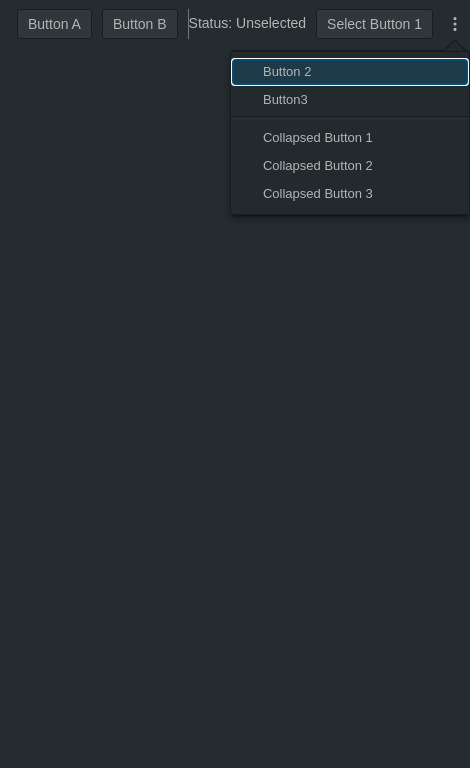 Button A Button B Status: Unselected Select Button 1
Button 2
Button3
Collapsed Button 1
Collapsed Button 2
Collapsed Button 3